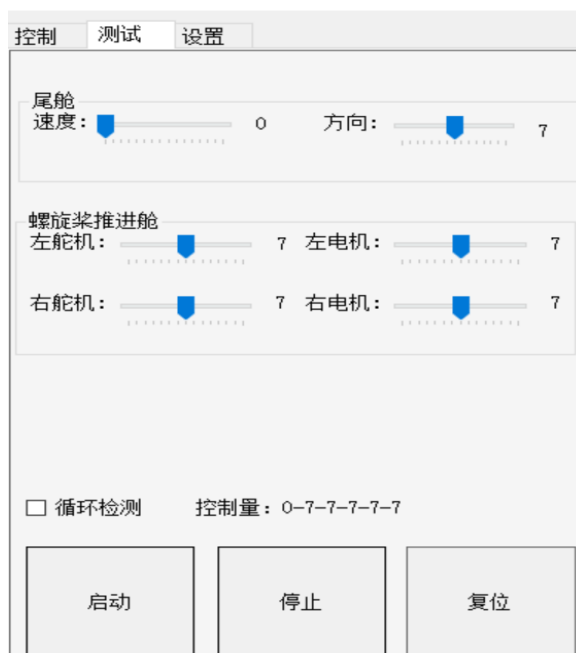 控制 测试 设置
尾舱
速度: 0 方向: 7
螺旋桨推进舱
左舵机: 7 左电机: 7
右舵机: 7 右电机: 7
循环检测 控制量: 0-7-7-7-7-7
启动 停止 复位